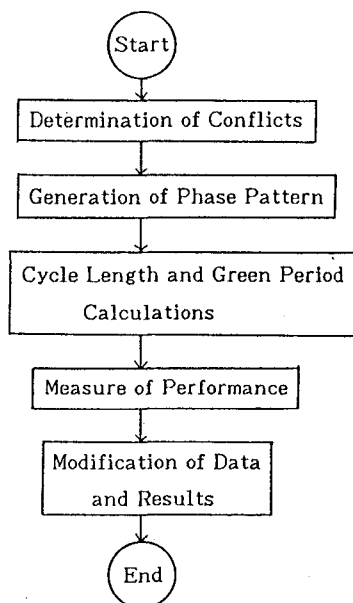 Start
Determination of Conflicts
Generation of Phase Pattern
Cycle Length and Green Period
Calculations
Measure of Performance
Modification of Data
and Results
End